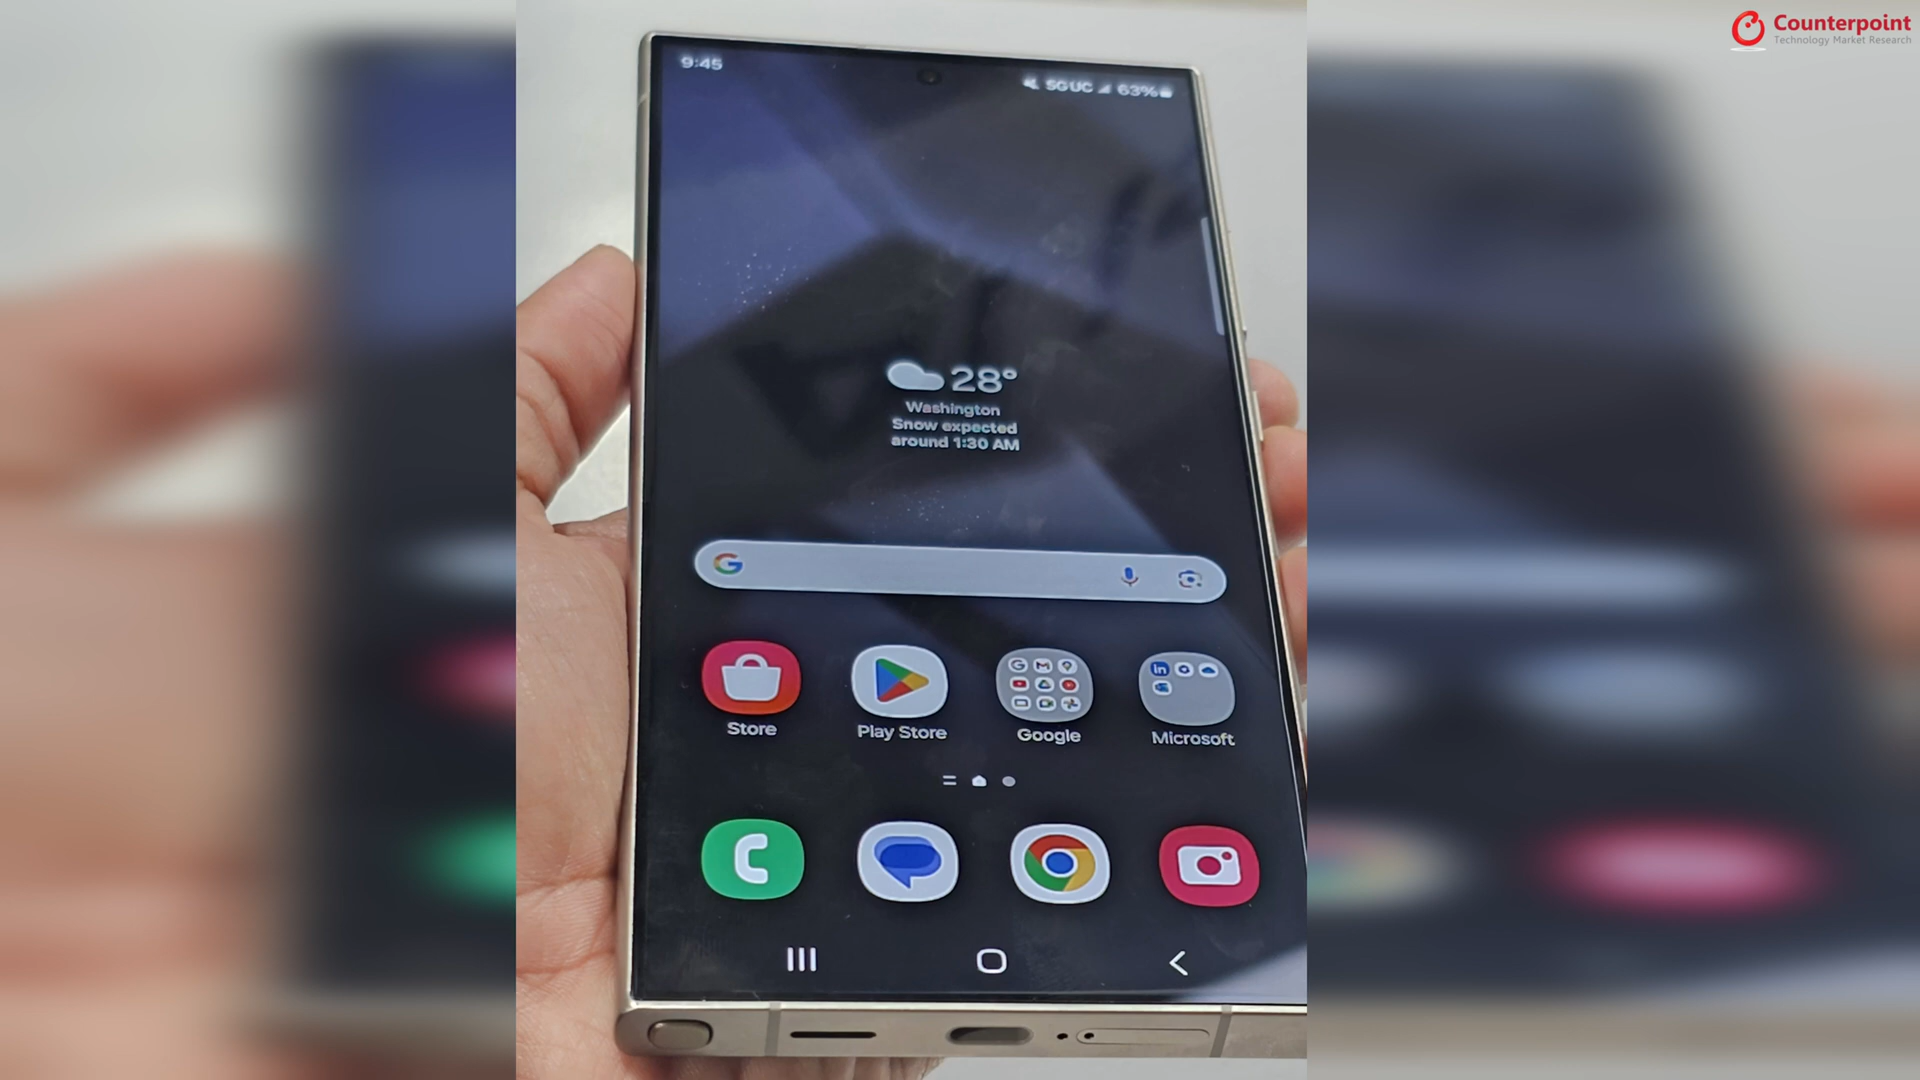 Counterpoint
Technology Market Research
9:45
5G UC 63%
28°
Washington
Snow expected
around 1:30 AM
Store
Play Store
Google
Microsoft